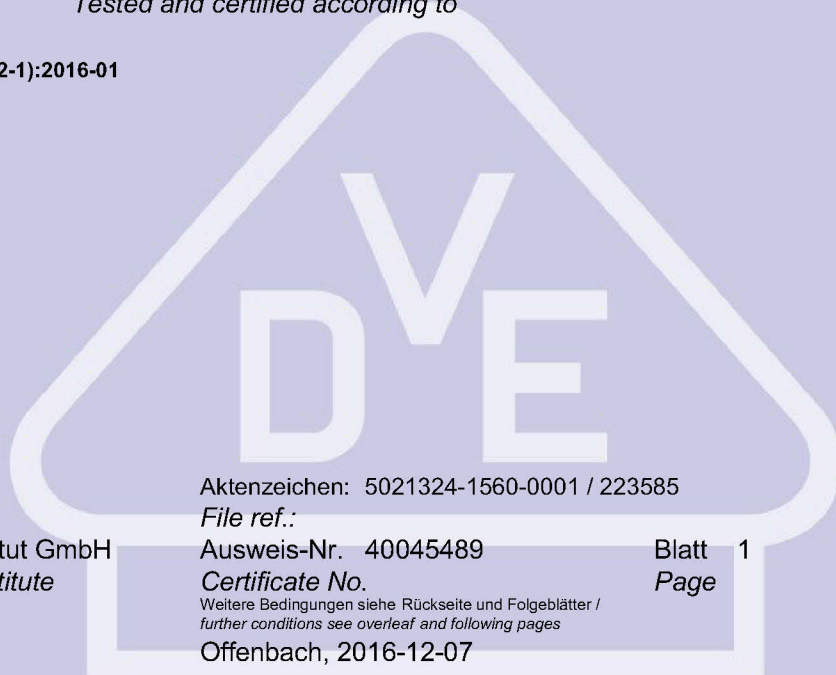 Tested and certified according to
2-1):2016-01
VDE
Aktenzeichen: 5021324-1560-0001 / 223585
File ref.:
tut GmbH Ausweis-Nr. 40045489 Blatt 1
titute Certificate No. Page
Weitere Bedingungen siehe Rückseite und Folgeblätter /
further conditions see overleaf and following pages
Offenbach, 2016-12-07